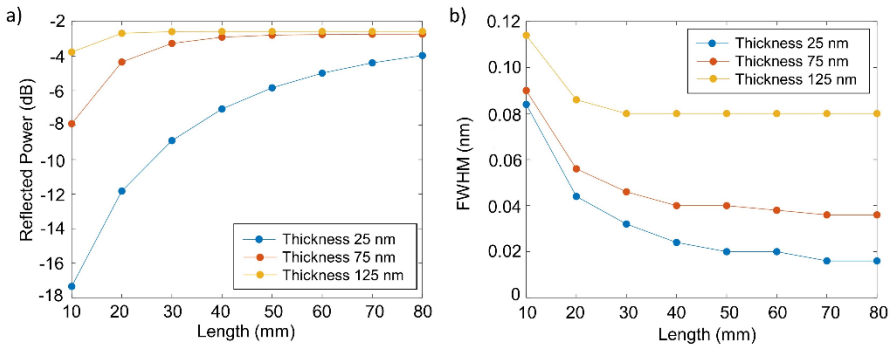 a)
-2
-4
-6
-8
-10
-12
-14
-16
-18
Reflected Power (dB)
Thickness 25 nm
Thickness 75 nm
Thickness 125 nm
10 20 30 40 50 60 70 80
Length (mm)
b)
0.12
0.10
0.08
0.06
0.04
0.02
0
FWHM (nm)
Thickness 25 nm
Thickness 75 nm
Thickness 125 nm
10 20 30 40 50 60 70 80
Length (mm)